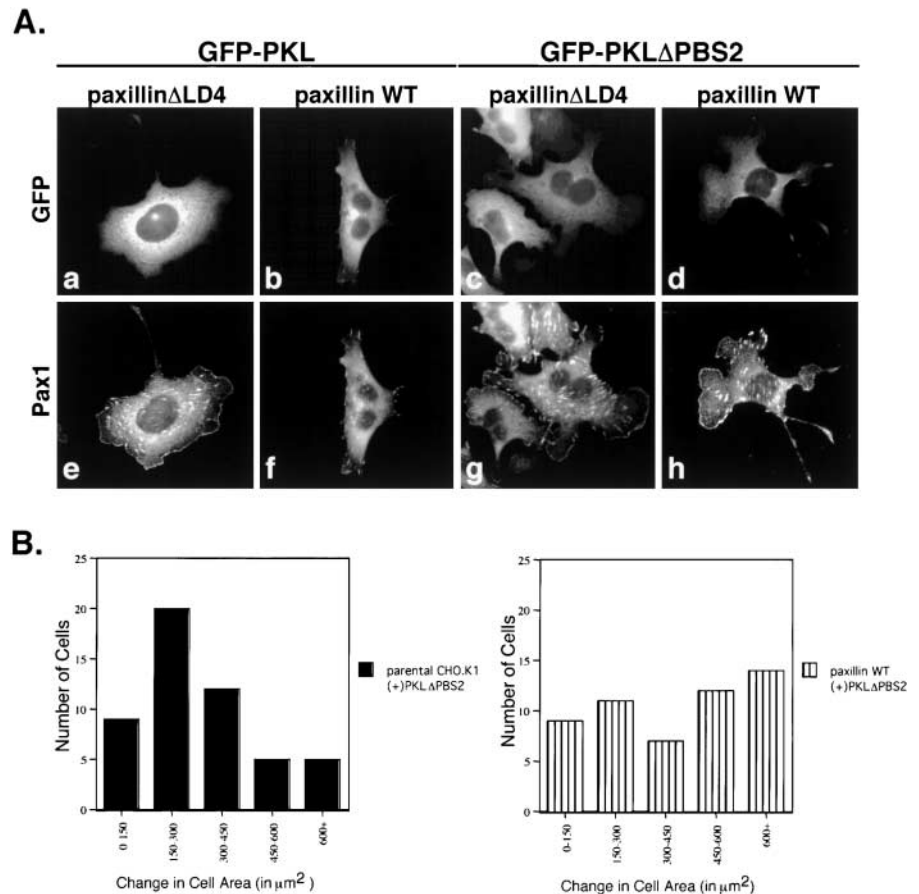 A.
GFP-PKL GFP-PKLΔPBS2
paxillinΔLD4 paxillin WT paxillinΔLD4 paxillin WT
GFP
a b c d
Pax1
e f g h
B.
25
20
15
10
5
0
Number of Cells
0-150 150-300 300-450 450-600 600+
Change in Cell Area (in μm²)
parental CHO.K1
(+)PKLΔPBS2
25
20
15
10
5
0
Number of Cells
0-150 150-300 300-450 450-600 600+
Change in Cell Area (in μm²)
paxillin WT
(+)PKLΔPBS2